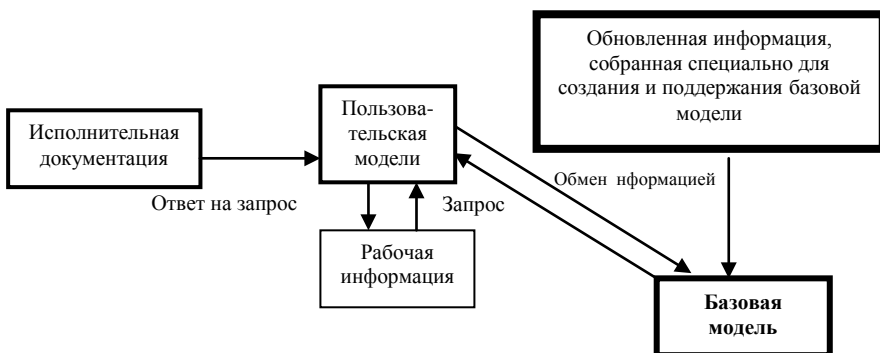 Обновленная информация,
собранная специально для
создания и поддержания базовой
модели
Пользова-
тельская
модели
Исполнительная
документация
Обмен нформацией
Ответ на запрос
Запрос
Рабочая
информация
Базовая
модель